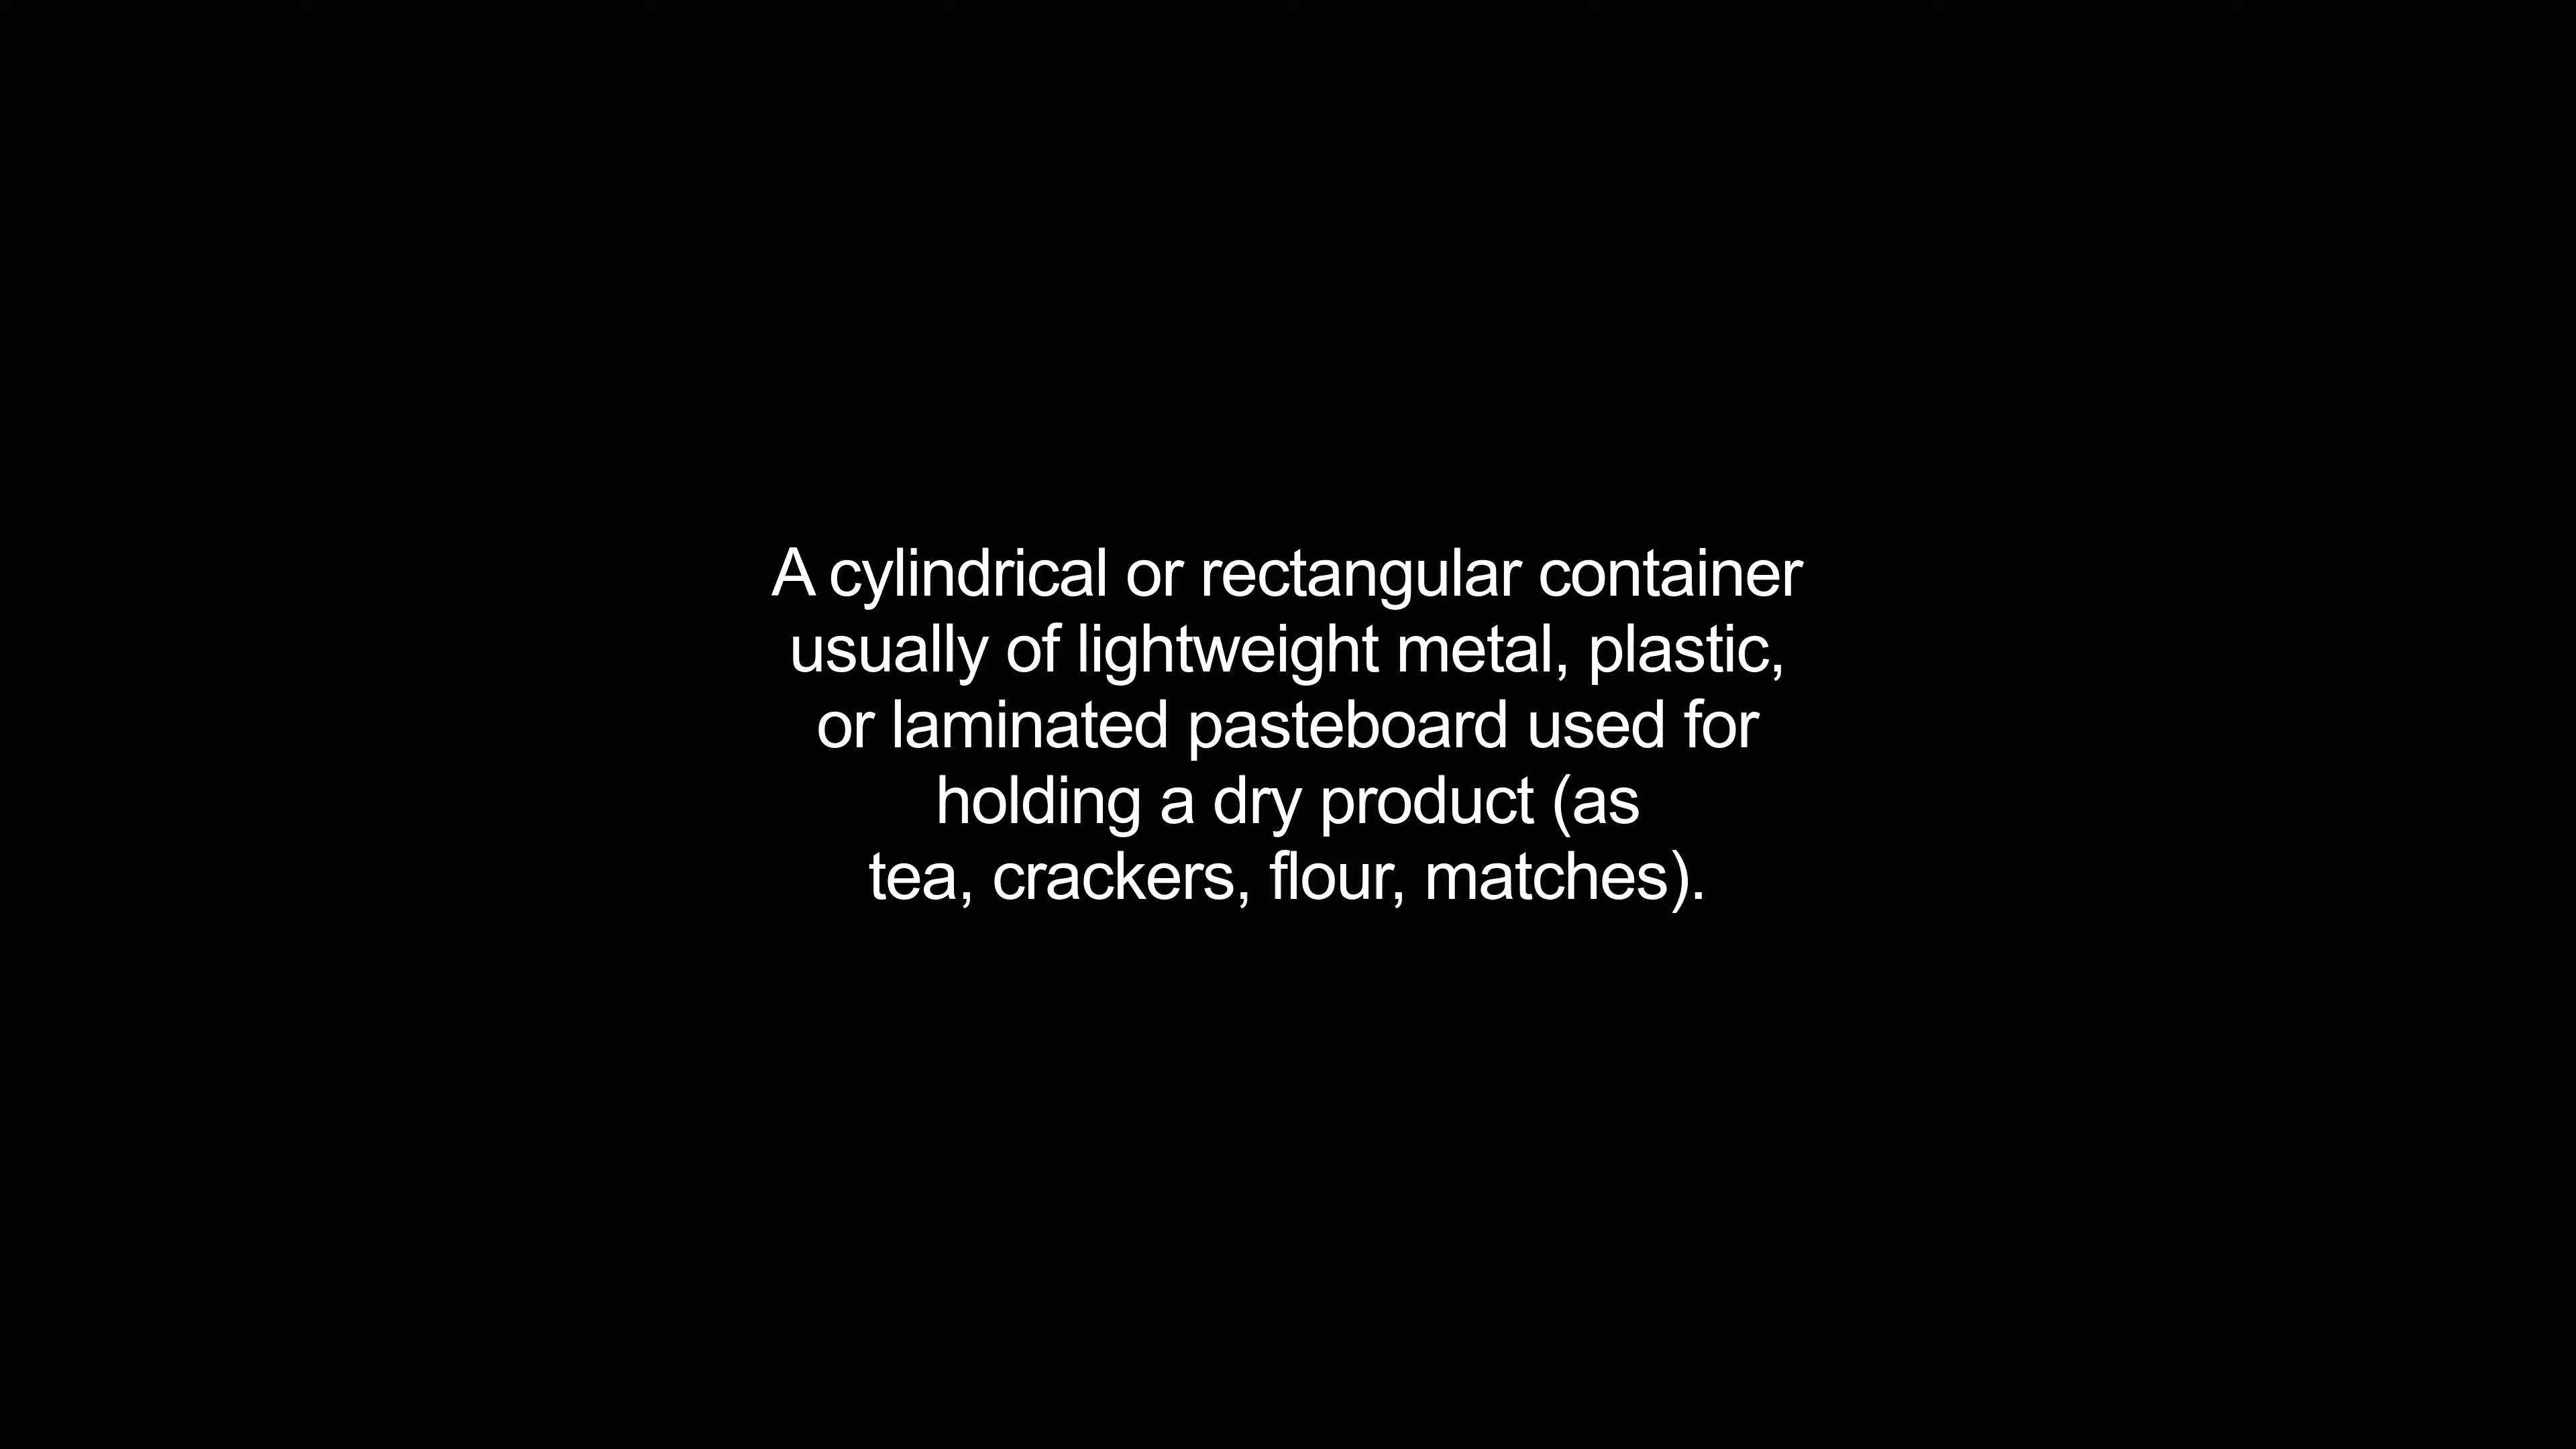 A cylindrical or rectangular container
usually of lightweight metal, plastic,
or laminated pasteboard used for
holding a dry product (as
tea, crackers, flour, matches).